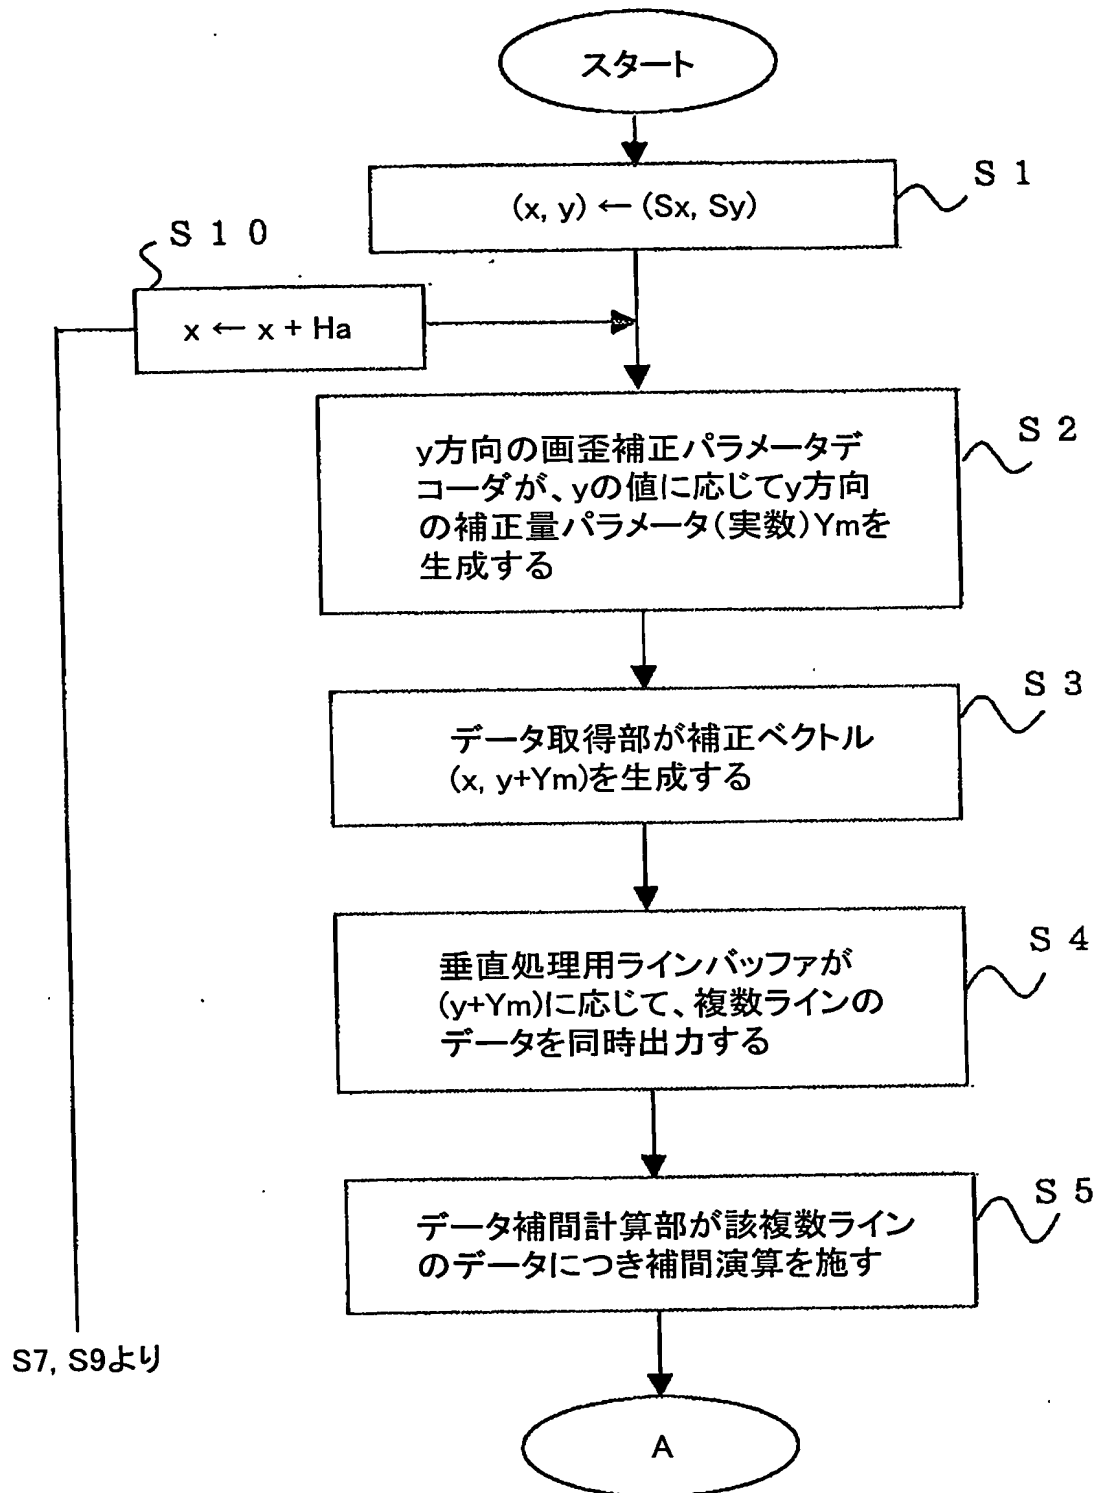 スタート
(x, y) ← (Sx, Sy)
S 1
S 1 0
x ← x + Ha
y方向の画歪補正パラメータデ
コーダが、yの値に応じてy方向
の補正量パラメータ(実数)Ymを
生成する
S 2
データ取得部が補正ベクトル
(x, y+Ym)を生成する
S 3
垂直処理用ラインバッファが
(y+Ym)に応じて、複数ラインの
データを同時出力する
S 4
データ補間計算部が該複数ライン
のデータにつき補間演算を施す
S 5
S7, S9より
A